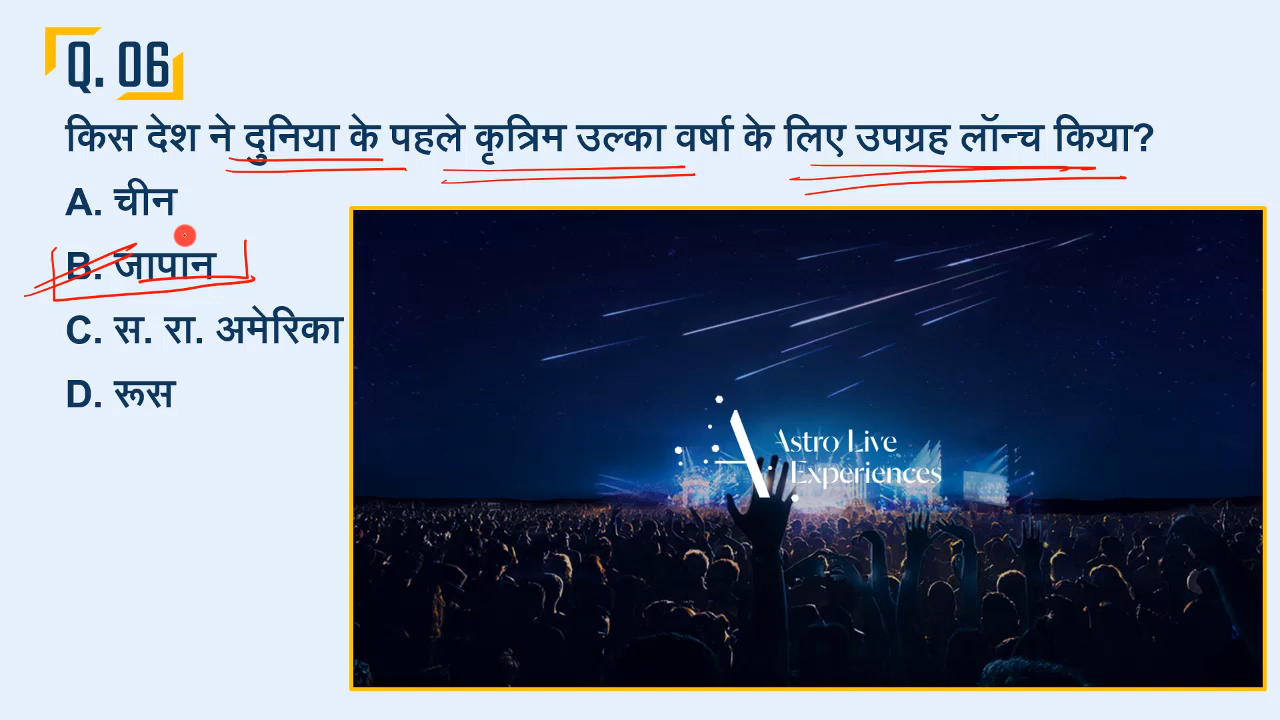 Q. 06
किस देश ने दुनिया के पहले कृत्रिम उल्का वर्षा के लिए उपग्रह लॉन्च किया?
A. चीन
B. जापान
C. स. रा. अमेरिका
D. रूस
Astro Live
Experiences